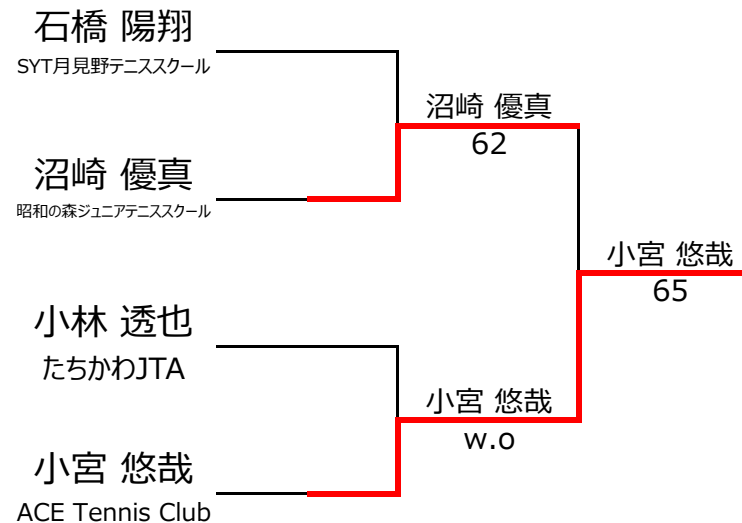 石橋 陽翔
SYT月見野テニススクール
沼崎 優真
62
沼崎 優真
昭和の森ジュニアテニススクール
小宮 悠哉
65
小林 透也
たちかわJTA
小宮 悠哉
w.o
小宮 悠哉
ACE Tennis Club